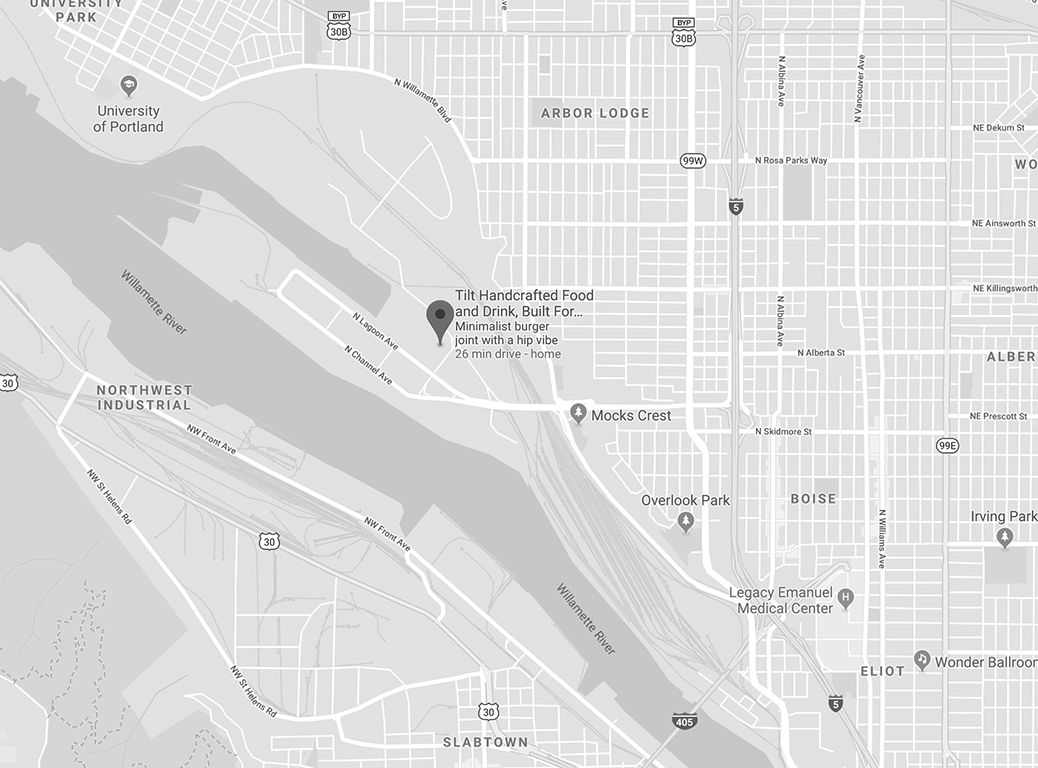 UNIVERSITY
PARK
BYP
30B
BYP
30B
University
of Portland
N Willamette Blvd
ARBOR LODGE
N Albina Ave
N Vancouver Ave
NE Dekum St
99W
N Rosa Parks Way
WO
5
NE Ainsworth St
Willamette River
NE Killingsworth
Tilt Handcrafted Food
and Drink, Built For...
Minimalist burger
joint with a hip vibe
26 min drive - home
N Lagoon Ave
N Channel Ave
N Albina Ave
N Alberta St
ALBER
30
NORTHWEST
INDUSTRIAL
Mocks Crest
NE Prescott St
N Skidmore St
99E
NW Front Ave
NW St Helens Rd
Overlook Park
BOISE
N Williams Ave
Irving Park
30
NW Front Ave
Legacy Emanuel
Medical Center
H
Willamette River
ELIOT
Wonder Ballroom
NW St Helens Rd
30
405
5
SLABTOWN